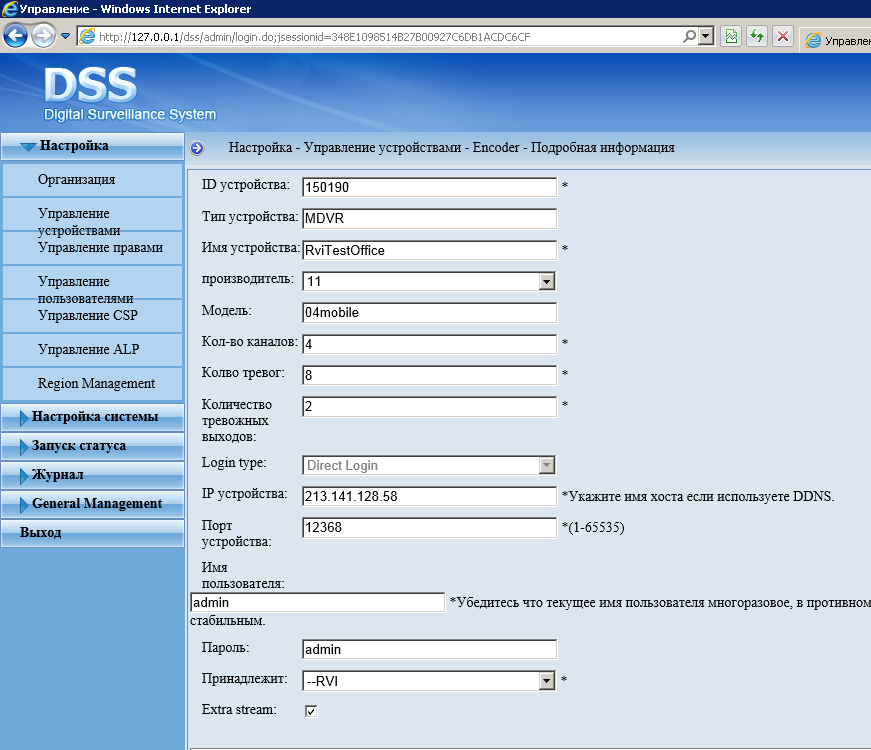 Управление - Windows Internet Explorer
http://127.0.0.1/dss/admin/login.do;jsessionid=348E1098514B27B00927C6DB1ACDC6CF
Управлен
DSS
Digital Surveillance System
Настройка
Организация
Управление
устройствами
Управление правами
Управление
пользователями
Управление CSP
Управление ALP
Region Management
Настройка системы
Запуск статуса
Журнал
General Management
Выход
Настройка - Управление устройствами - Encoder - Подробная информация
ID устройства: 150190 *
Тип устройства: MDVR
Имя устройства: RviTestOffice *
производитель: 11
Модель: 04mobile
Кол-во каналов: 4 *
Колво тревог: 8 *
Количество
тревожных
выходов: 2 *
Login type: Direct Login
IP устройства: 213.141.128.58 *Укажите имя хоста если используете DDNS.
Порт
устройства: 12368 *(1-65535)
Имя
пользователя:
admin *Убедитесь что текущее имя пользователя многоразовое, в противном
стабильным.
Пароль: admin
Принадлежит: --RVI *
Extra stream: